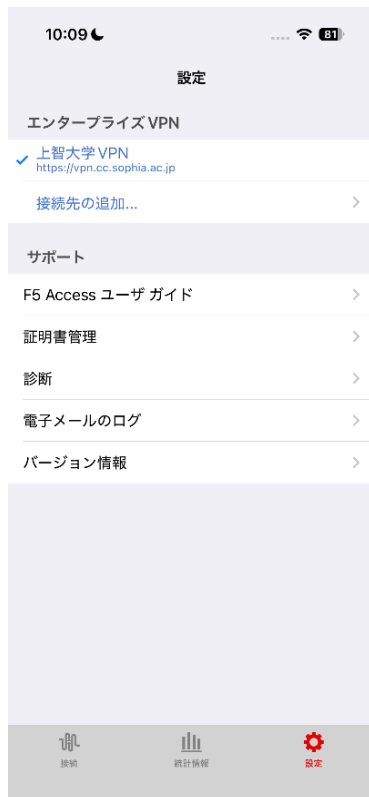 10:09
81
設定
エンタープライズ VPN
上智大学 VPN
https://vpn.cc.sophia.ac.jp
接続先の追加...
サポート
F5 Access ユーザ ガイド
証明書管理
診断
電子メールのログ
バージョン情報
接続
統計情報
設定